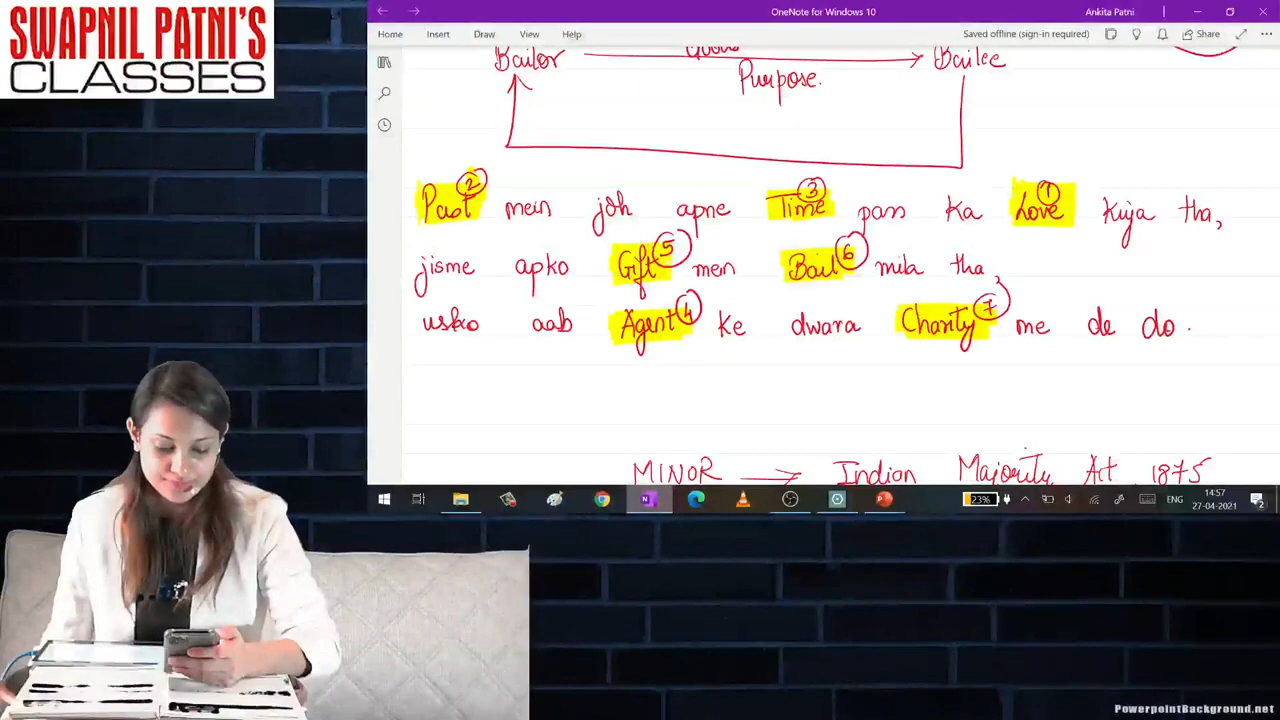 SWAPNIL PATNI'S
CLASSES
OneNote for Windows 10
Ankita Patni
Home Insert Draw View Help
Saved offline (sign-in required)
Share
Bailor Goods Bailee
Purpose.
Past 2 mein joh apne Time 3 pass ka Love 1 kiya tha,
jisme apko Gift 5 mein Bail 6 mila tha,
usko aab Agent 4 ke dwara Charity 7 me de do.
MINOR → Indian Majority Act 1875
23%
ENG
14:57
27-04-2021
2
PowerpointBackground.net